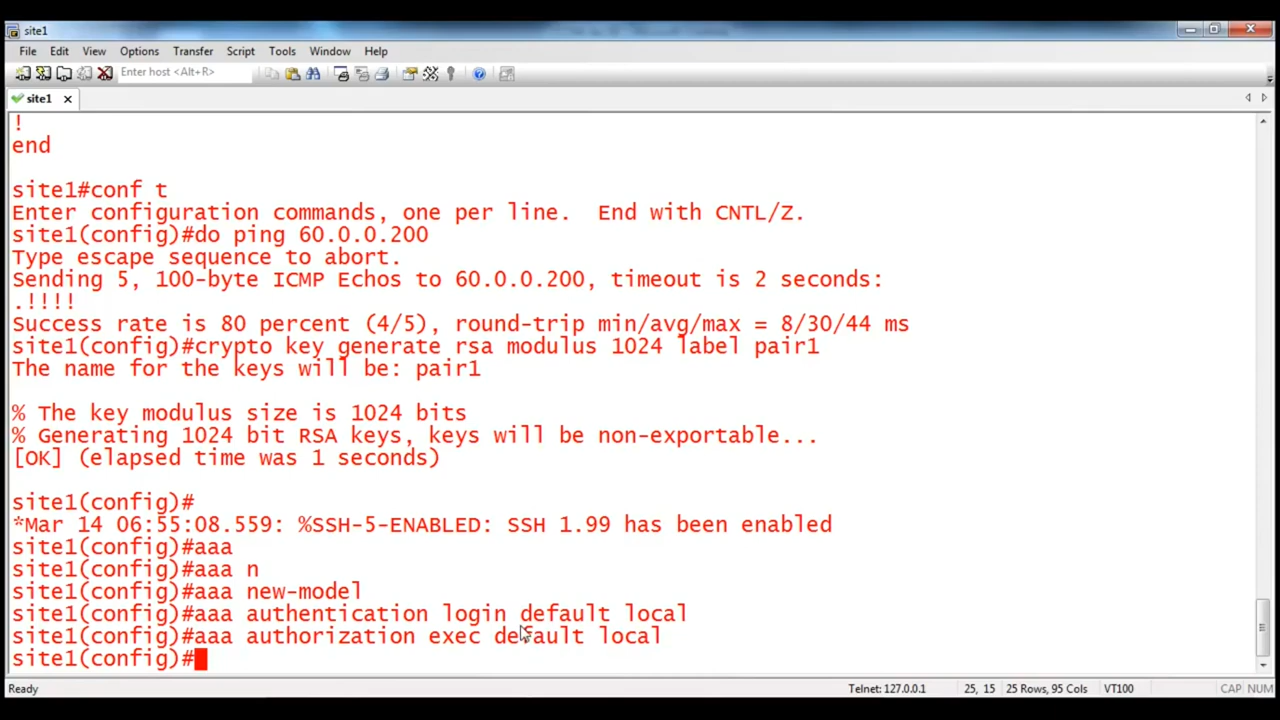 site1
File Edit View Options Transfer Script Tools Window Help
Enter host <Alt+R>
site1
!
end
site1#conf t
Enter configuration commands, one per line.  End with CNTL/Z.
site1(config)#do ping 60.0.0.200
Type escape sequence to abort.
Sending 5, 100-byte ICMP Echos to 60.0.0.200, timeout is 2 seconds:
.!!!!
Success rate is 80 percent (4/5), round-trip min/avg/max = 8/30/44 ms
site1(config)#crypto key generate rsa modulus 1024 label pair1
The name for the keys will be: pair1
% The key modulus size is 1024 bits
% Generating 1024 bit RSA keys, keys will be non-exportable...
[OK] (elapsed time was 1 seconds)
site1(config)#
*Mar 14 06:55:08.559: %SSH-5-ENABLED: SSH 1.99 has been enabled
site1(config)#aaa
site1(config)#aaa n
site1(config)#aaa new-model
site1(config)#aaa authentication login default local
site1(config)#aaa authorization exec default local
site1(config)#
Ready Telnet: 127.0.0.1 25, 15 25 Rows, 95 Cols VT100 CAP NUM